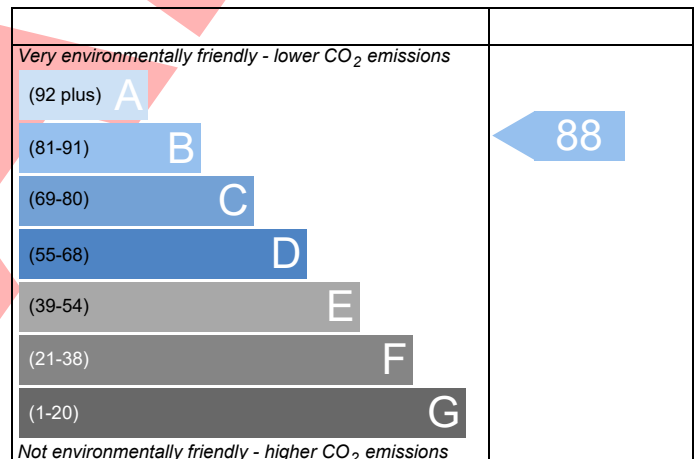 Very environmentally friendly - lower CO₂ emissions
(92 plus) A
(81-91) B
88
(69-80) C
(55-68) D
(39-54) E
(21-38) F
(1-20) G
Not environmentally friendly - higher CO₂ emissions